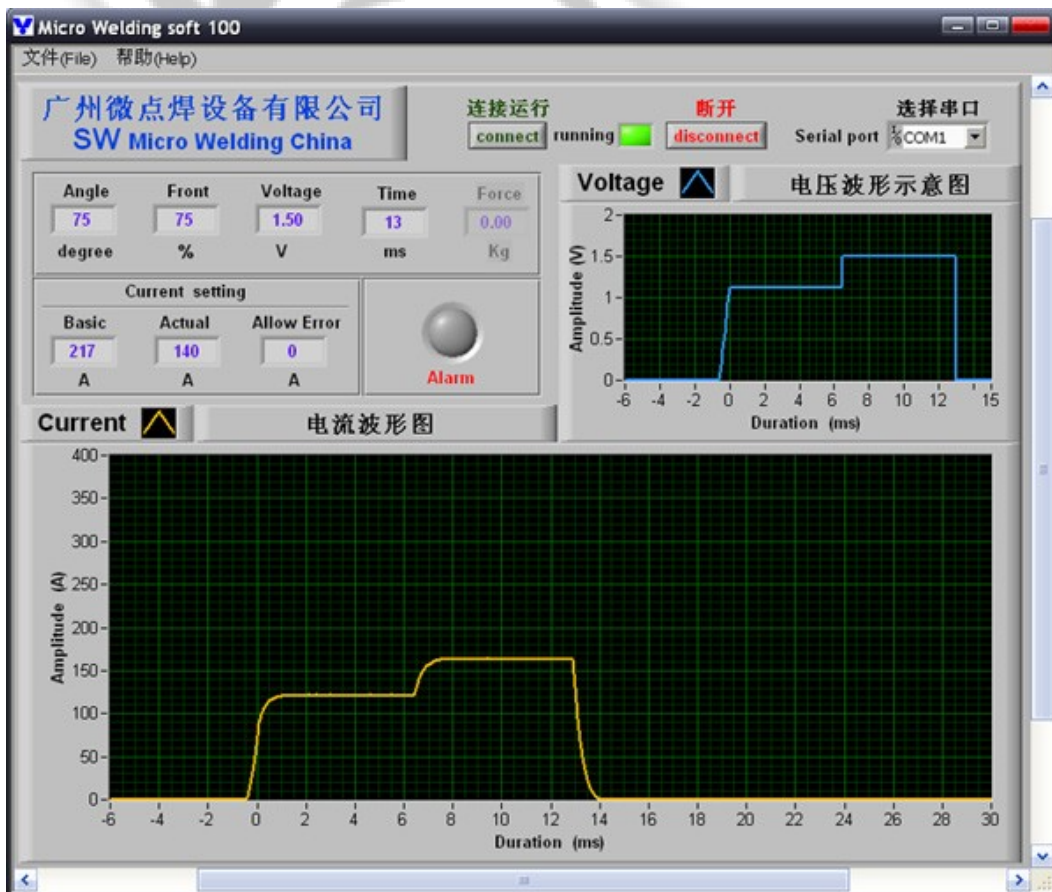 Micro Welding soft 100
文件(File) 帮助(Help)
广州微点焊设备有限公司
SW Micro Welding China
连接运行 断开 选择串口
connect running disconnect Serial port COM1
Angle Front Voltage Time Force
75 75 1.50 13 0.00
degree % V ms Kg
Current setting
Basic Actual Allow Error
217 140 0
A A A
Alarm
Voltage 电压波形示意图
Amplitude (V)
2
1.5
1
0.5
0
-6 -4 -2 0 2 4 6 8 10 12 15
Duration (ms)
Current 电流波形图
Amplitude (A)
400
350
300
250
200
150
100
50
0
-6 -4 -2 0 2 4 6 8 10 12 14 16 18 20 22 24 26 28 30
Duration (ms)